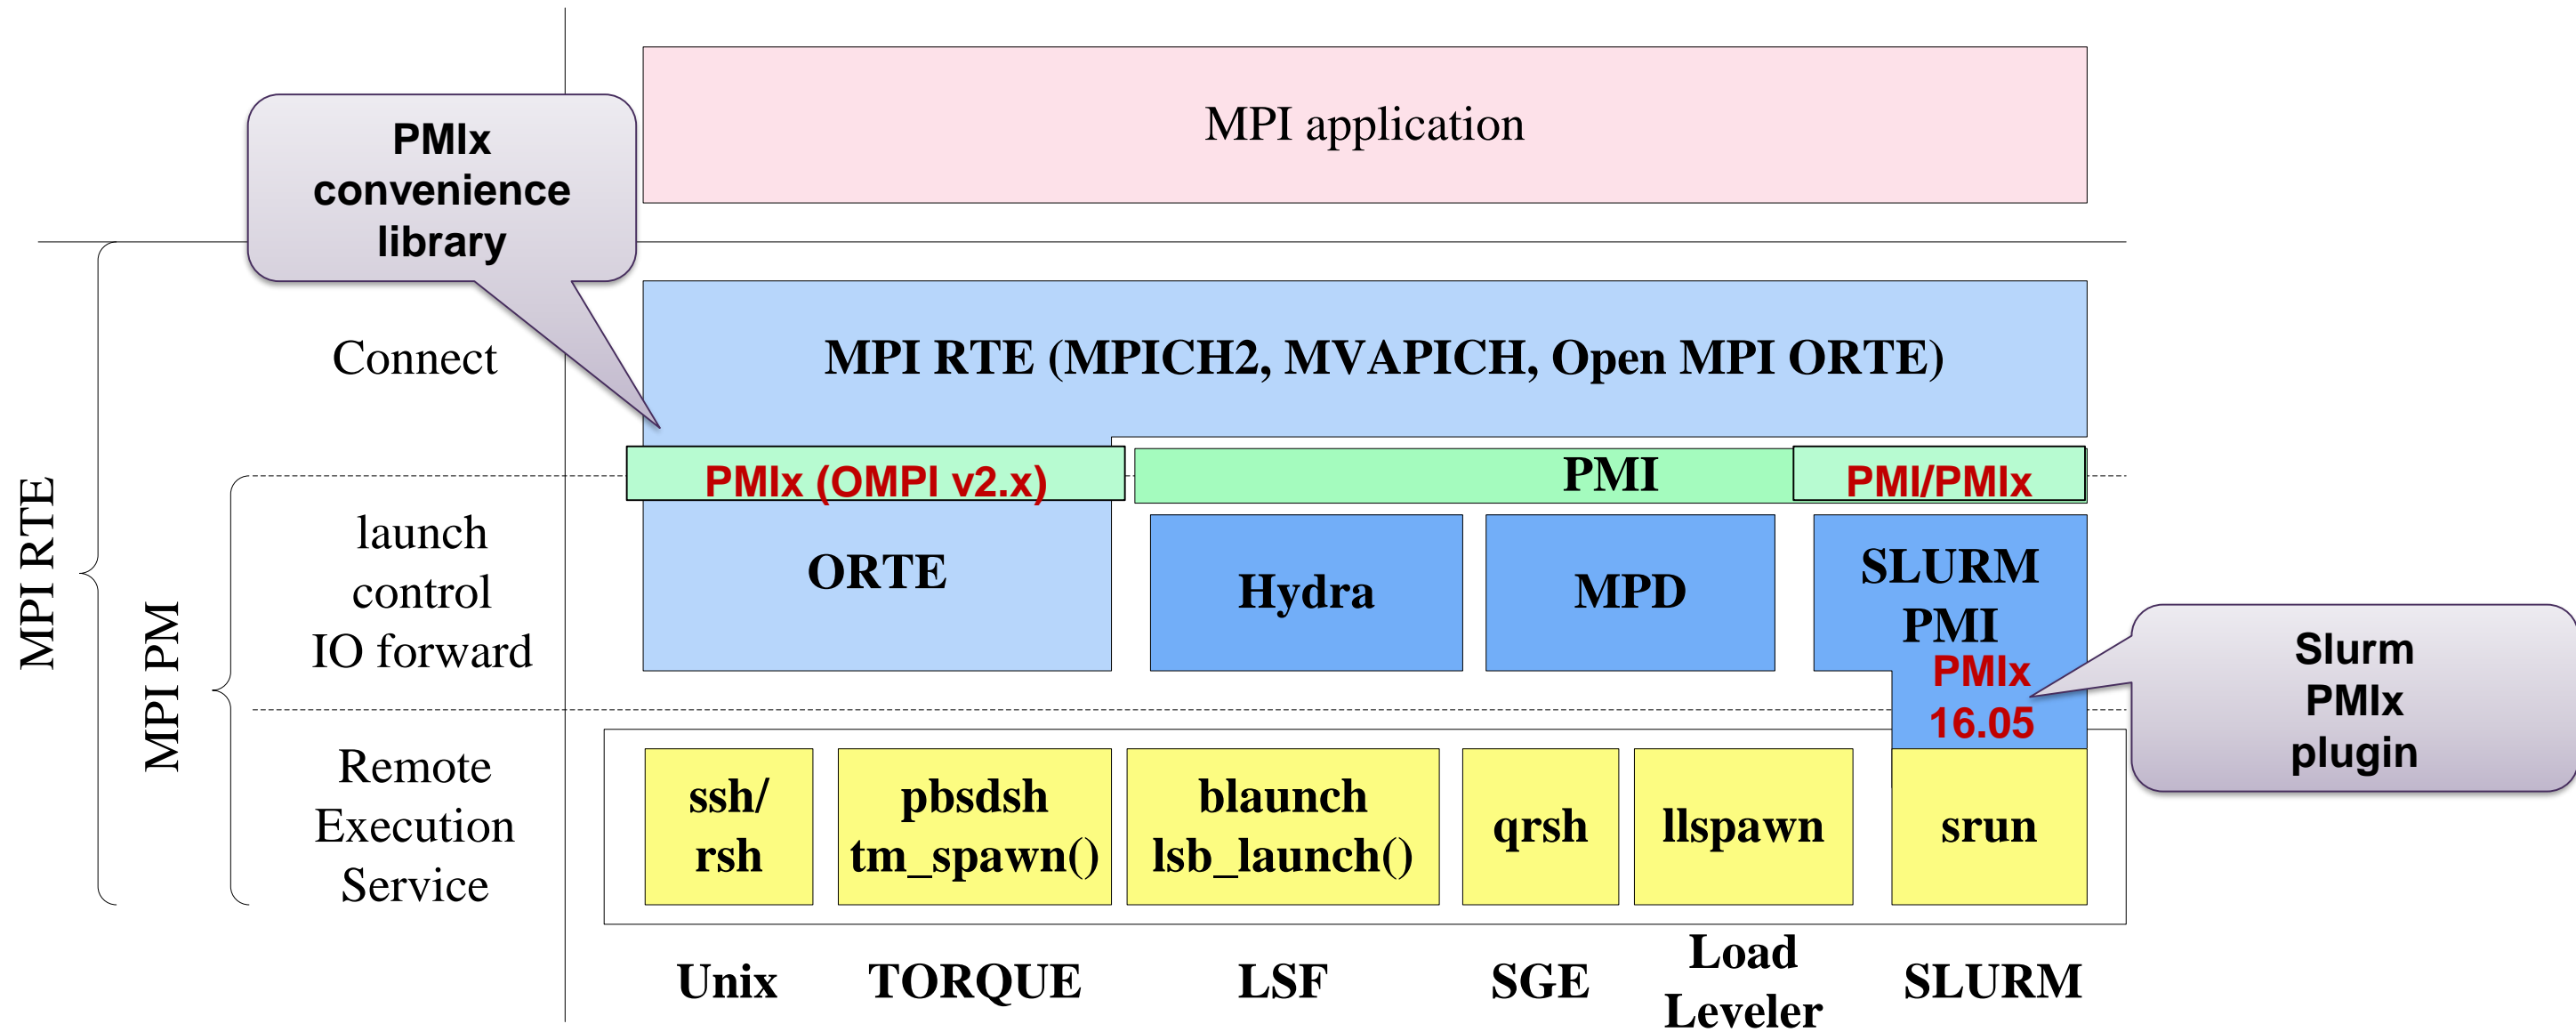 MPI application
PMIx
convenience
library
MPI RTE
MPI PM
Connect
MPI RTE (MPICH2, MVAPICH, Open MPI ORTE)
PMIx (OMPI v2.x)
PMI
PMI/PMIx
launch
control
IO forward
ORTE
Hydra
MPD
SLURM
PMI
PMIx
16.05
Slurm
PMIx
plugin
Remote
Execution
Service
ssh/
rsh
pbsdsh
tm_spawn()
blaunch
lsb_launch()
qrsh
llspawn
srun
Unix
TORQUE
LSF
SGE
Load
Leveler
SLURM